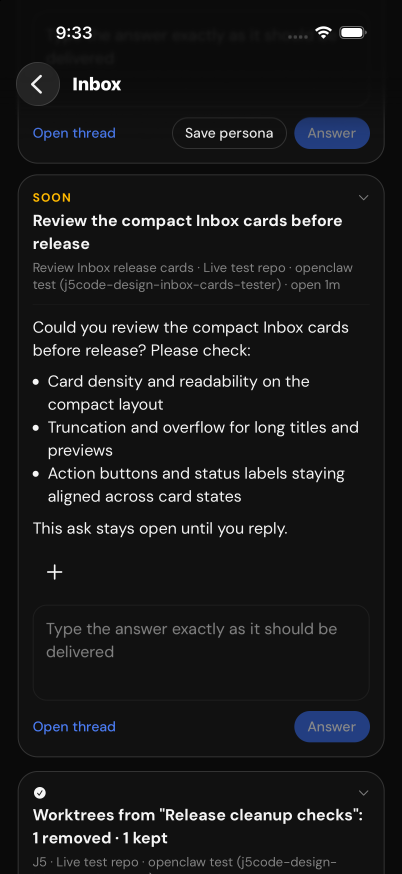 9:33
Inbox
Open thread
Save persona
Answer
SOON
Review the compact Inbox cards before
release
Review Inbox release cards · Live test repo · openclaw
test (j5code-design-inbox-cards-tester) · open 1m
Could you review the compact Inbox cards
before release? Please check:
• Card density and readability on the
compact layout
• Truncation and overflow for long titles and
previews
• Action buttons and status labels staying
aligned across card states
This ask stays open until you reply.
Type the answer exactly as it should be
delivered
Open thread
Answer
Worktrees from "Release cleanup checks":
1 removed · 1 kept
J5 · Live test repo · openclaw test (j5code-design-